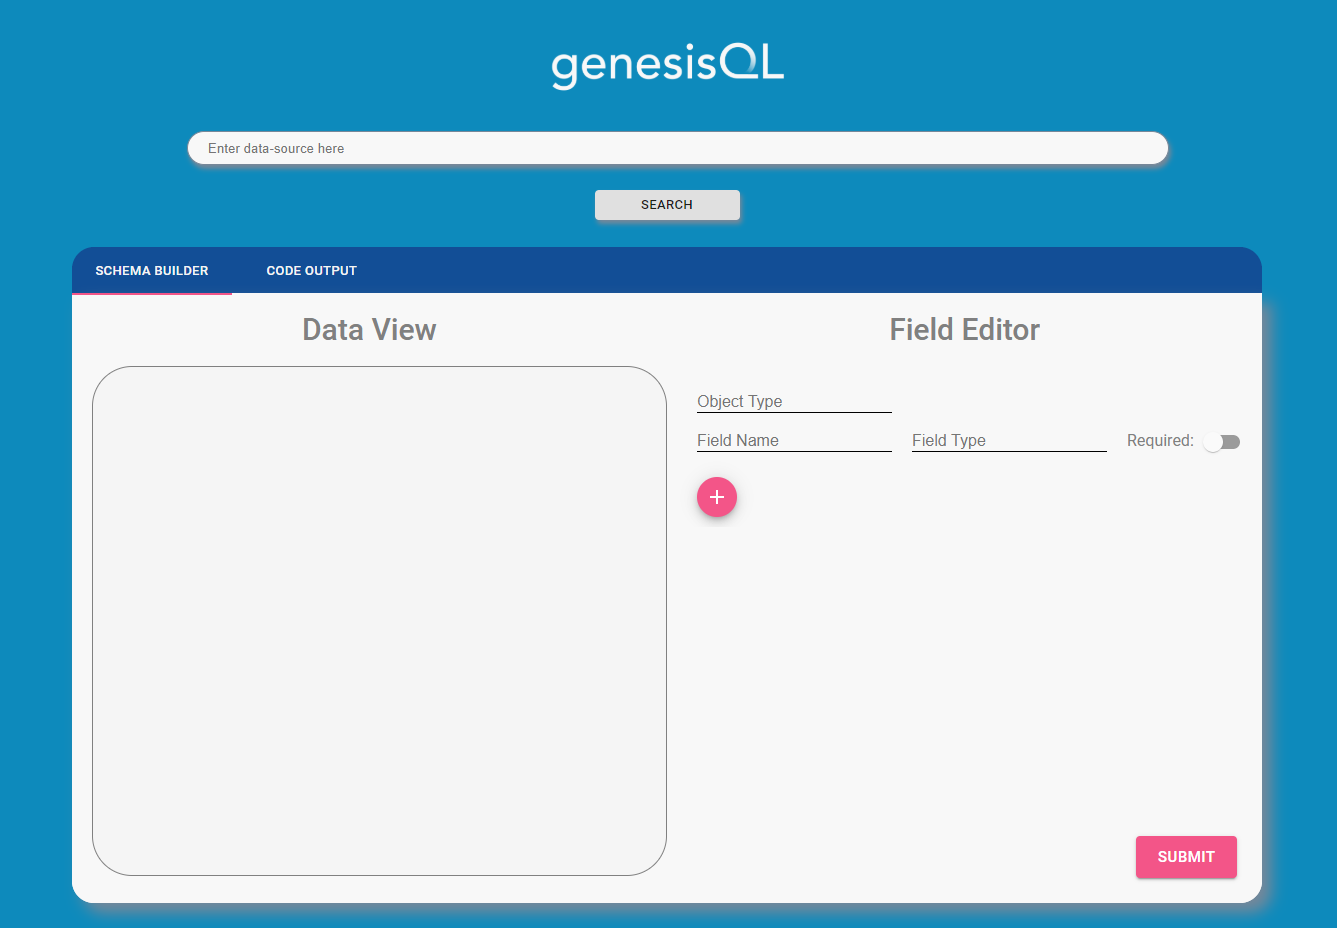 genesisQL
Enter data-source here
SEARCH
SCHEMA BUILDER CODE OUTPUT
Data View
Field Editor
Object Type
Field Name Field Type Required:
+
SUBMIT